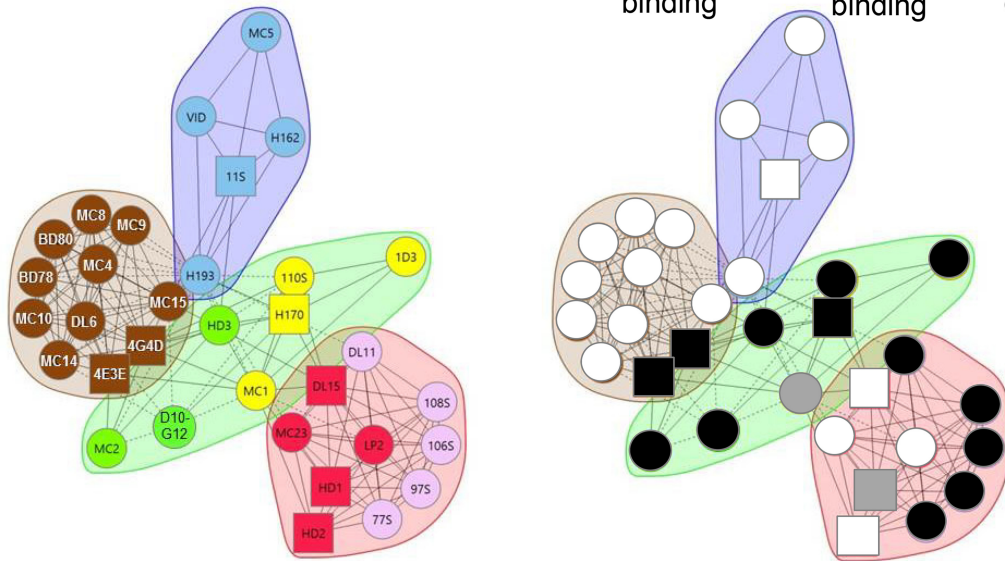 binding
binding
MC5
VID
H162
11S
MC8
MC9
BD80
MC4
BD78
H193
110S
1D3
MC15
MC10
DL6
HD3
H170
4G4D
MC14
4E3E
DL11
DL15
MC1
108S
D10-
G12
MC23
LP2
106S
MC2
HD1
97S
77S
HD2